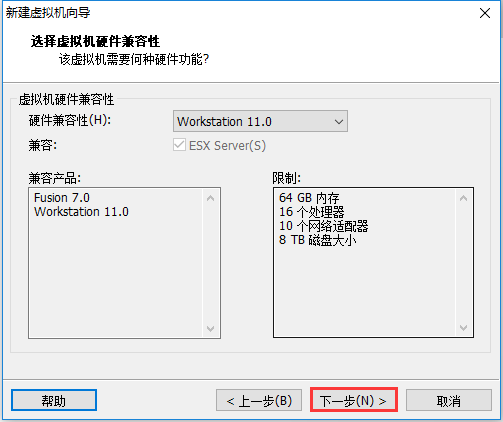 新建虚拟机向导
选择虚拟机硬件兼容性
该虚拟机需要何种硬件功能?
虚拟机硬件兼容性
硬件兼容性(H):
Workstation 11.0
兼容:
ESX Server(S)
兼容产品:
Fusion 7.0
Workstation 11.0
限制:
64 GB 内存
16 个处理器
10 个网络适配器
8 TB 磁盘大小
帮助
< 上一步(B)
下一步(N) >
取消